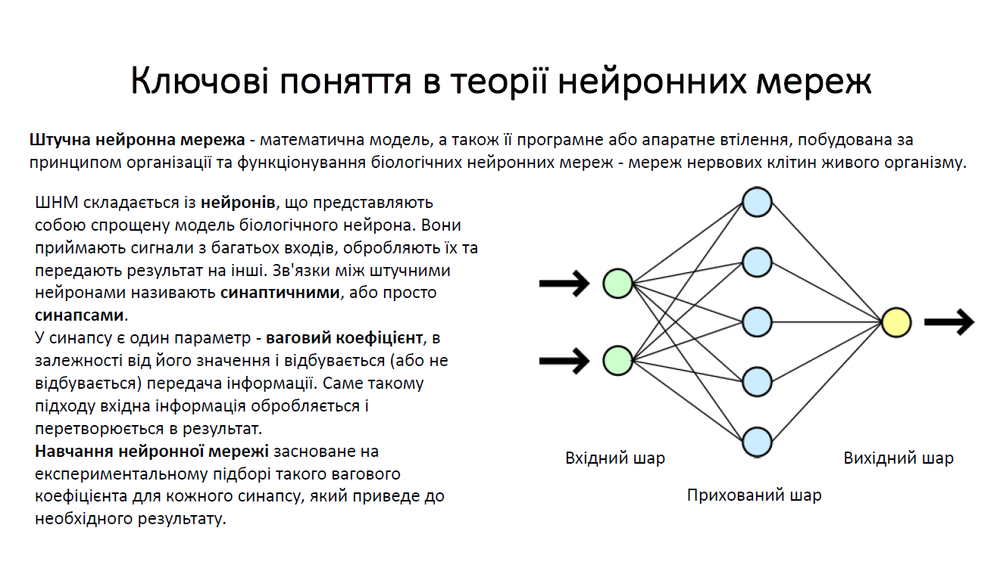 Ключові поняття в теорії нейронних мереж
Штучна нейронна мережа - математична модель, а також її програмне або апаратне втілення, побудована за
принципом організації та функціонування біологічних нейронних мереж - мереж нервових клітин живого організму.
ШНМ складається із нейронів, що представляють
собою спрощену модель біологічного нейрона. Вони
приймають сигнали з багатьох входів, обробляють їх та
передають результат на інші. Зв'язки між штучними
нейронами називають синаптичними, або просто
синапсами.
У синапсу є один параметр - ваговий коефіцієнт, в
залежності від його значення і відбувається (або не
відбувається) передача інформації. Саме такому
підходу вхідна інформація обробляється і
перетворюється в результат.
Навчання нейронної мережі засноване на
експериментальному підборі такого вагового
коефіцієнта для кожного синапсу, який приведе до
необхідного результату.
Вхідний шар
Прихований шар
Вихідний шар